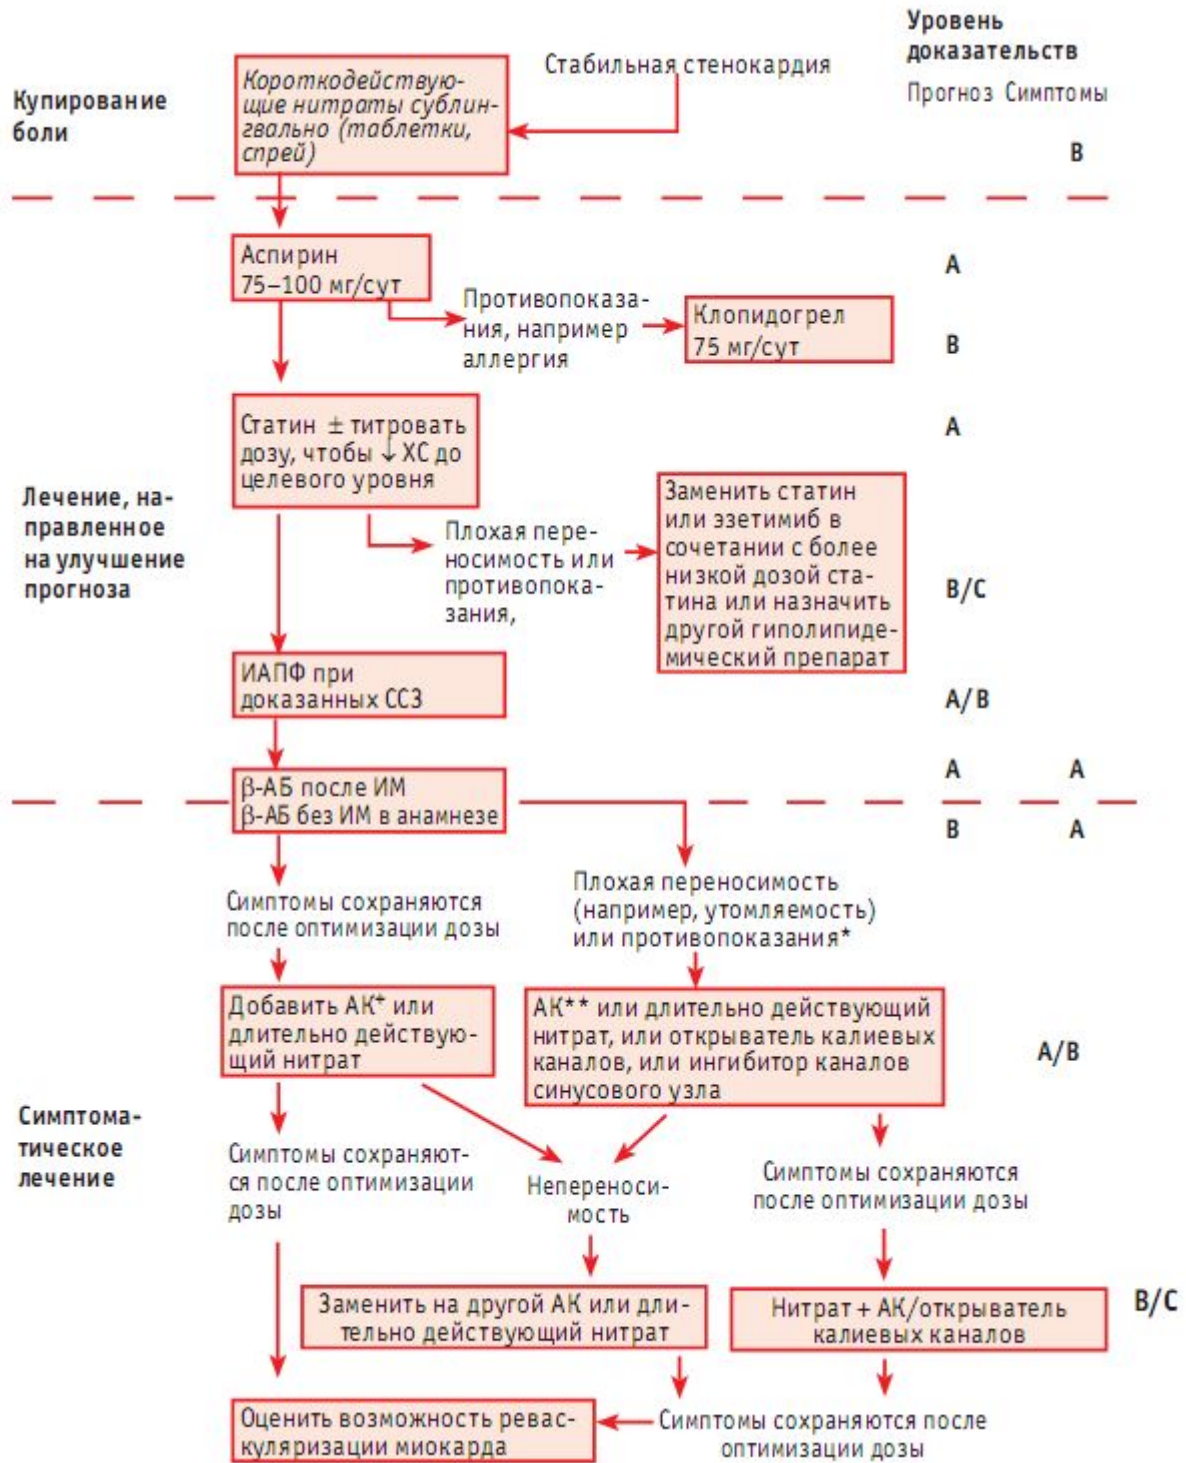 Уровень
доказательств
Прогноз Симптомы
Стабильная стенокардия
Купирование
боли
Короткодействую-
щие нитраты сублин-
гвально (таблетки,
спрей)
B
Аспирин
75–100 мг/сут
A
Противопоказа-
ния, например
аллергия
Клопидогрел
75 мг/сут
B
Статин ± титровать
дозу, чтобы ↓ ХС до
целевого уровня
A
Лечение, на-
правленное
на улучшение
прогноза
Плохая пере-
носимость или
противопока-
зания,
Заменить статин
или эзетимиб в
сочетании с более
низкой дозой ста-
тина или назначить
другой гиполипиде-
мический препарат
B/C
ИАПФ при
доказанных ССЗ
A/B
β-АБ после ИМ
β-АБ без ИМ в анамнезе
A A
B A
Симптомы сохраняются
после оптимизации дозы
Плохая переносимость
(например, утомляемость)
или противопоказания*
Добавить АК+ или
длительно действую-
щий нитрат
АК** или длительно действующий
нитрат, или открыватель калиевых
каналов, или ингибитор каналов
синусового узла
A/B
Симптома-
тическое
лечение
Симптомы сохраняют-
ся после оптимизации
дозы
Непереноси-
мость
Симптомы сохраняются
после оптимизации дозы
Заменить на другой АК или дли-
тельно действующий нитрат
Нитрат + АК/открыватель
калиевых каналов
B/C
Оценить возможность ревас-
куляризации миокарда
Симптомы сохраняются после
оптимизации дозы